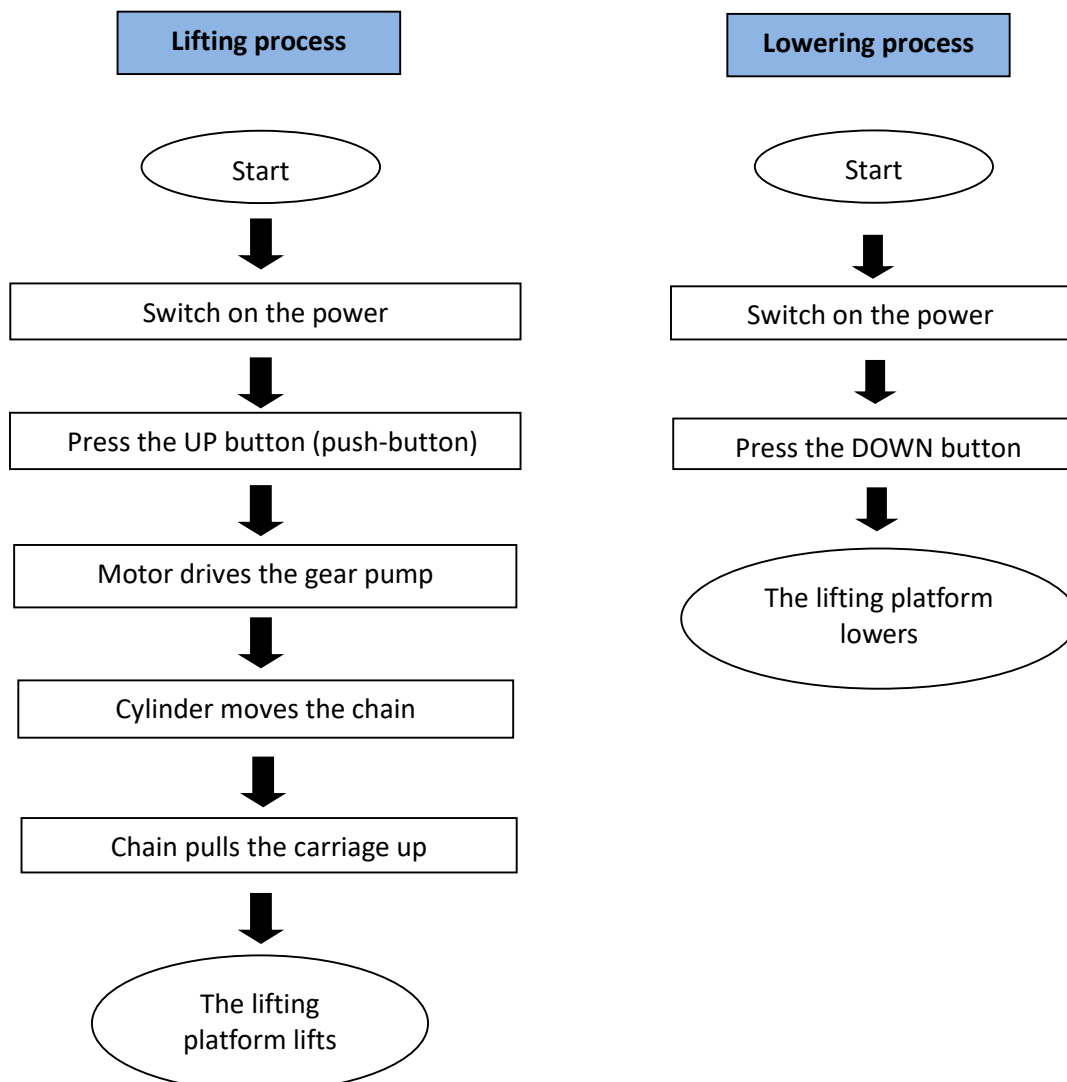 Lifting process
Start
Switch on the power
Press the UP button (push-button)
Motor drives the gear pump
Cylinder moves the chain
Chain pulls the carriage up
The lifting
platform lifts
Lowering process
Start
Switch on the power
Press the DOWN button
The lifting platform
lowers